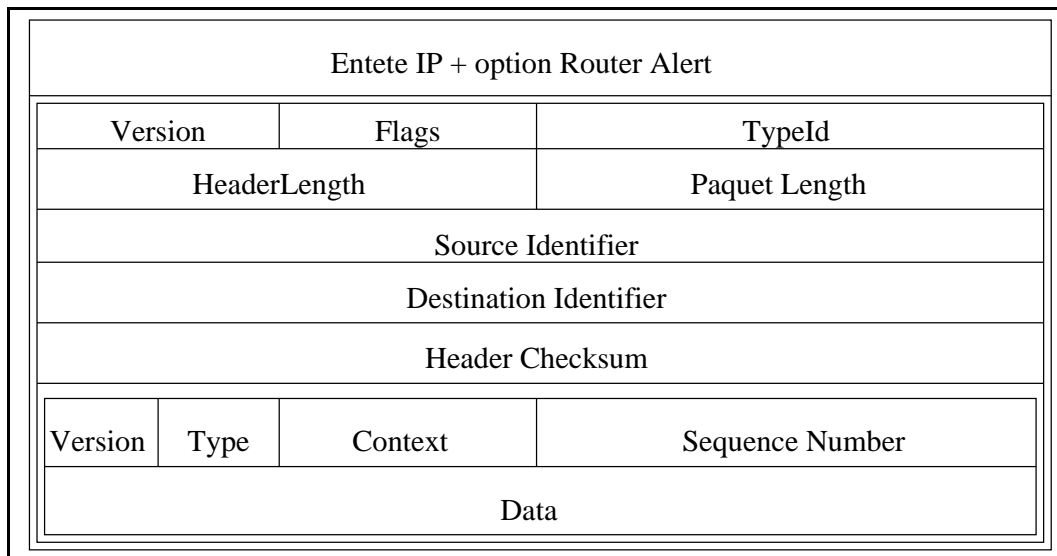 Entete IP + option Router Alert
Version Flags TypeId
HeaderLength Paquet Length
Source Identifier
Destination Identifier
Header Checksum
Version Type Context Sequence Number
Data